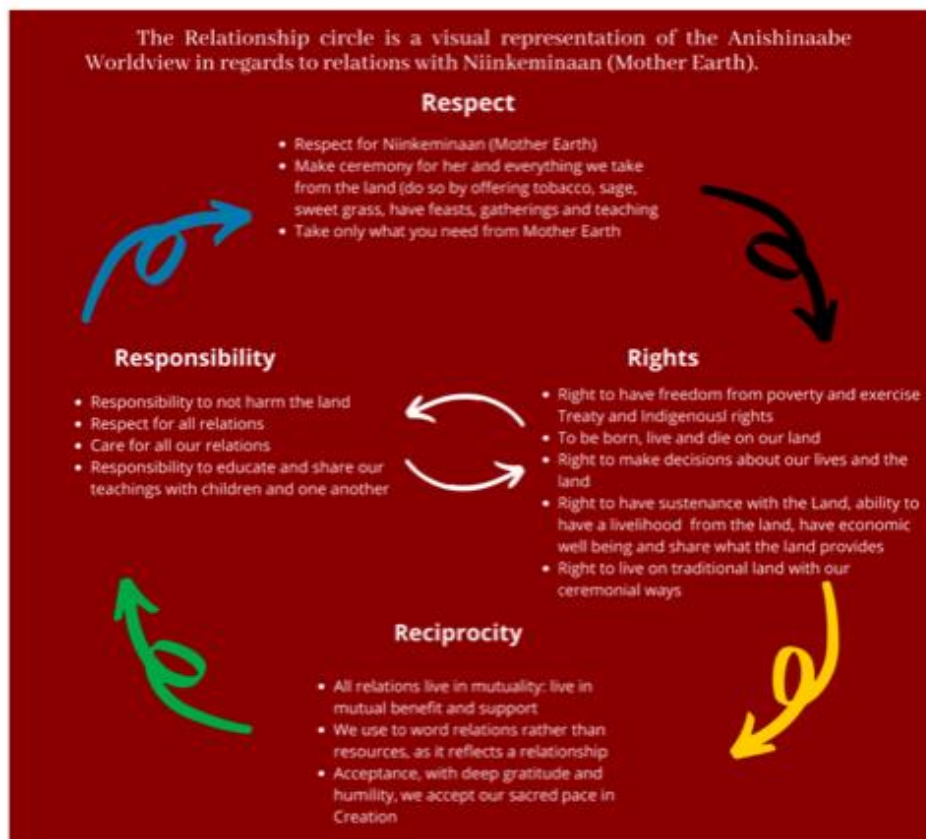 The Relationship circle is a visual representation of the Anishinaabe
Worldview in regards to relations with Niinkeminaan (Mother Earth).
Respect
• Respect for Niinkeminaan (Mother Earth)
• Make ceremony for her and everything we take
from the land (do so by offering tobacco, sage,
sweet grass, have feasts, gatherings and teaching
• Take only what you need from Mother Earth
Responsibility
• Responsibility to not harm the land
• Respect for all relations
• Care for all our relations
• Responsibility to educate and share our
teachings with children and one another
Rights
• Right to have freedom from poverty and exercise
Treaty and Indigenousl rights
• To be born, live and die on our land
• Right to make decisions about our lives and the
land
• Right to have sustenance with the Land, ability to
have a livelihood from the land, have economic
well being and share what the land provides
• Right to live on traditional land with our
ceremonial ways
Reciprocity
• All relations live in mutuality: live in
mutual benefit and support
• We use to word relations rather than
resources, as it reflects a relationship
• Acceptance, with deep gratitude and
humility, we accept our sacred pace in
Creation